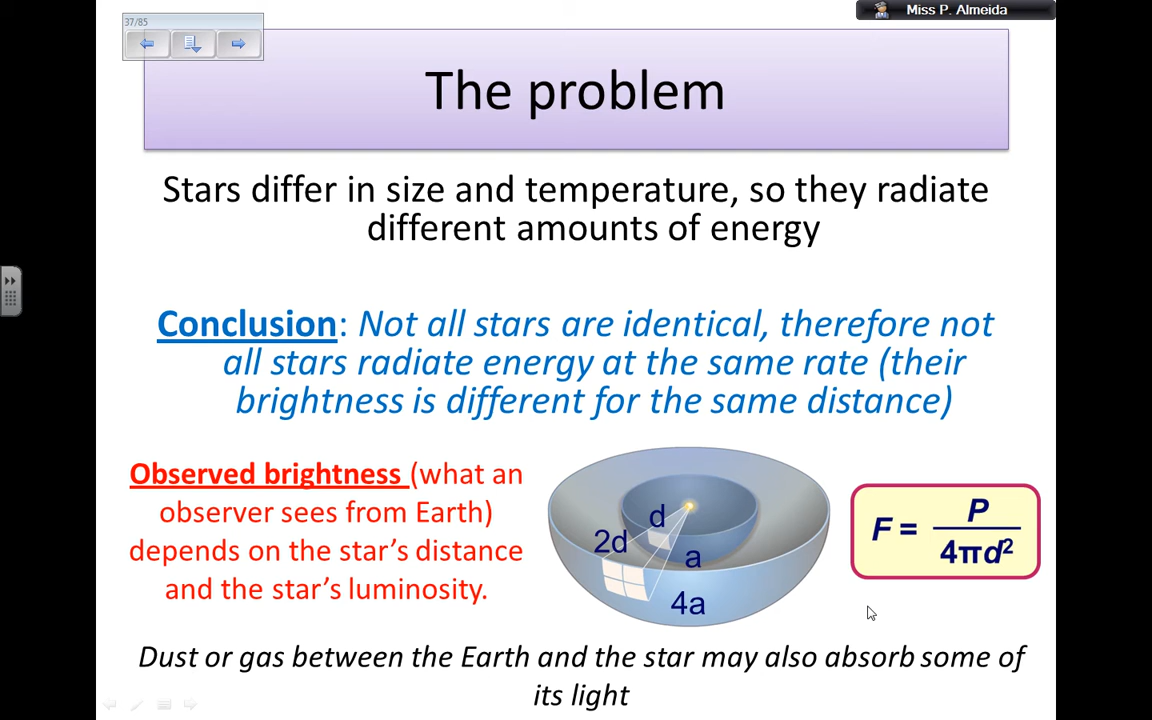 37/85
Miss P. Almeida
The problem
Stars differ in size and temperature, so they radiate
different amounts of energy
Conclusion: Not all stars are identical, therefore not
all stars radiate energy at the same rate (their
brightness is different for the same distance)
Observed brightness (what an
observer sees from Earth)
depends on the star’s distance
and the star’s luminosity.
d
2d
a
4a
F = P / 4πd²
Dust or gas between the Earth and the star may also absorb some of
its light